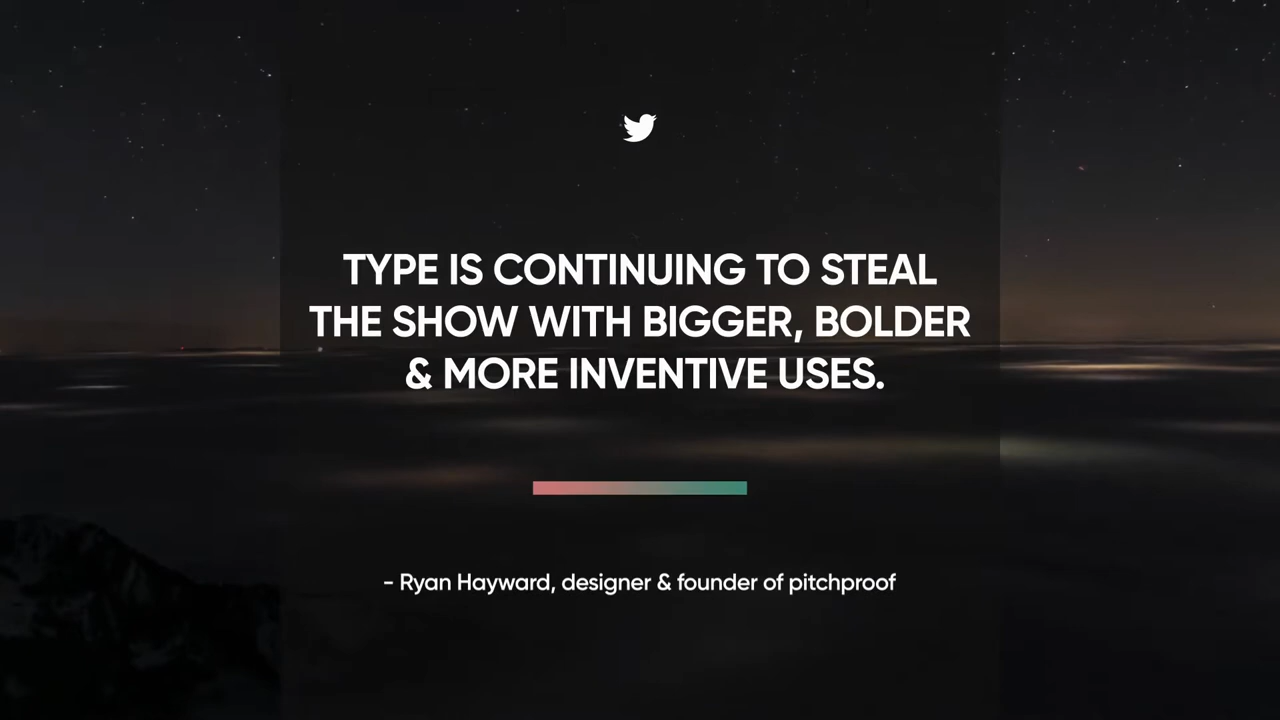 TYPE IS CONTINUING TO STEAL
THE SHOW WITH BIGGER, BOLDER
& MORE INVENTIVE USES.
- Ryan Hayward, designer & founder of pitchproof